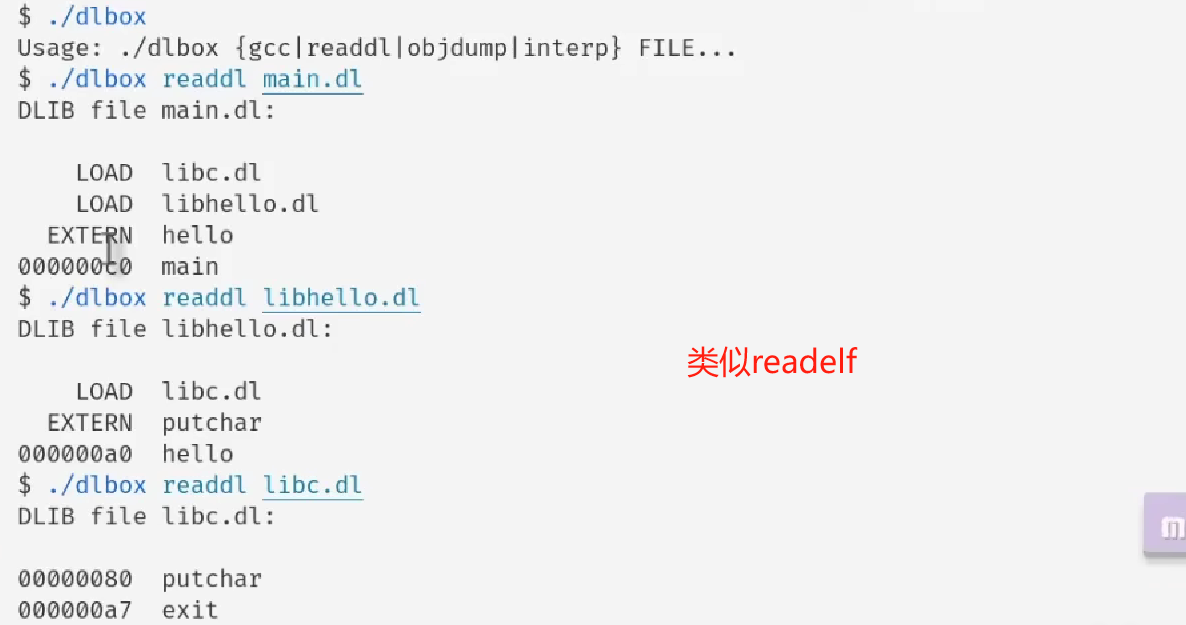 $ ./dlbox
Usage: ./dlbox {gcc|readdl|objdump|interp} FILE...
$ ./dlbox readdl main.dl
DLIB file main.dl:
LOAD libc.dl
LOAD libhello.dl
EXTERN hello
000000c0 main
$ ./dlbox readdl libhello.dl
DLIB file libhello.dl:
类似readelf
LOAD libc.dl
EXTERN putchar
000000a0 hello
$ ./dlbox readdl libc.dl
DLIB file libc.dl:
00000080 putchar
000000a7 exit